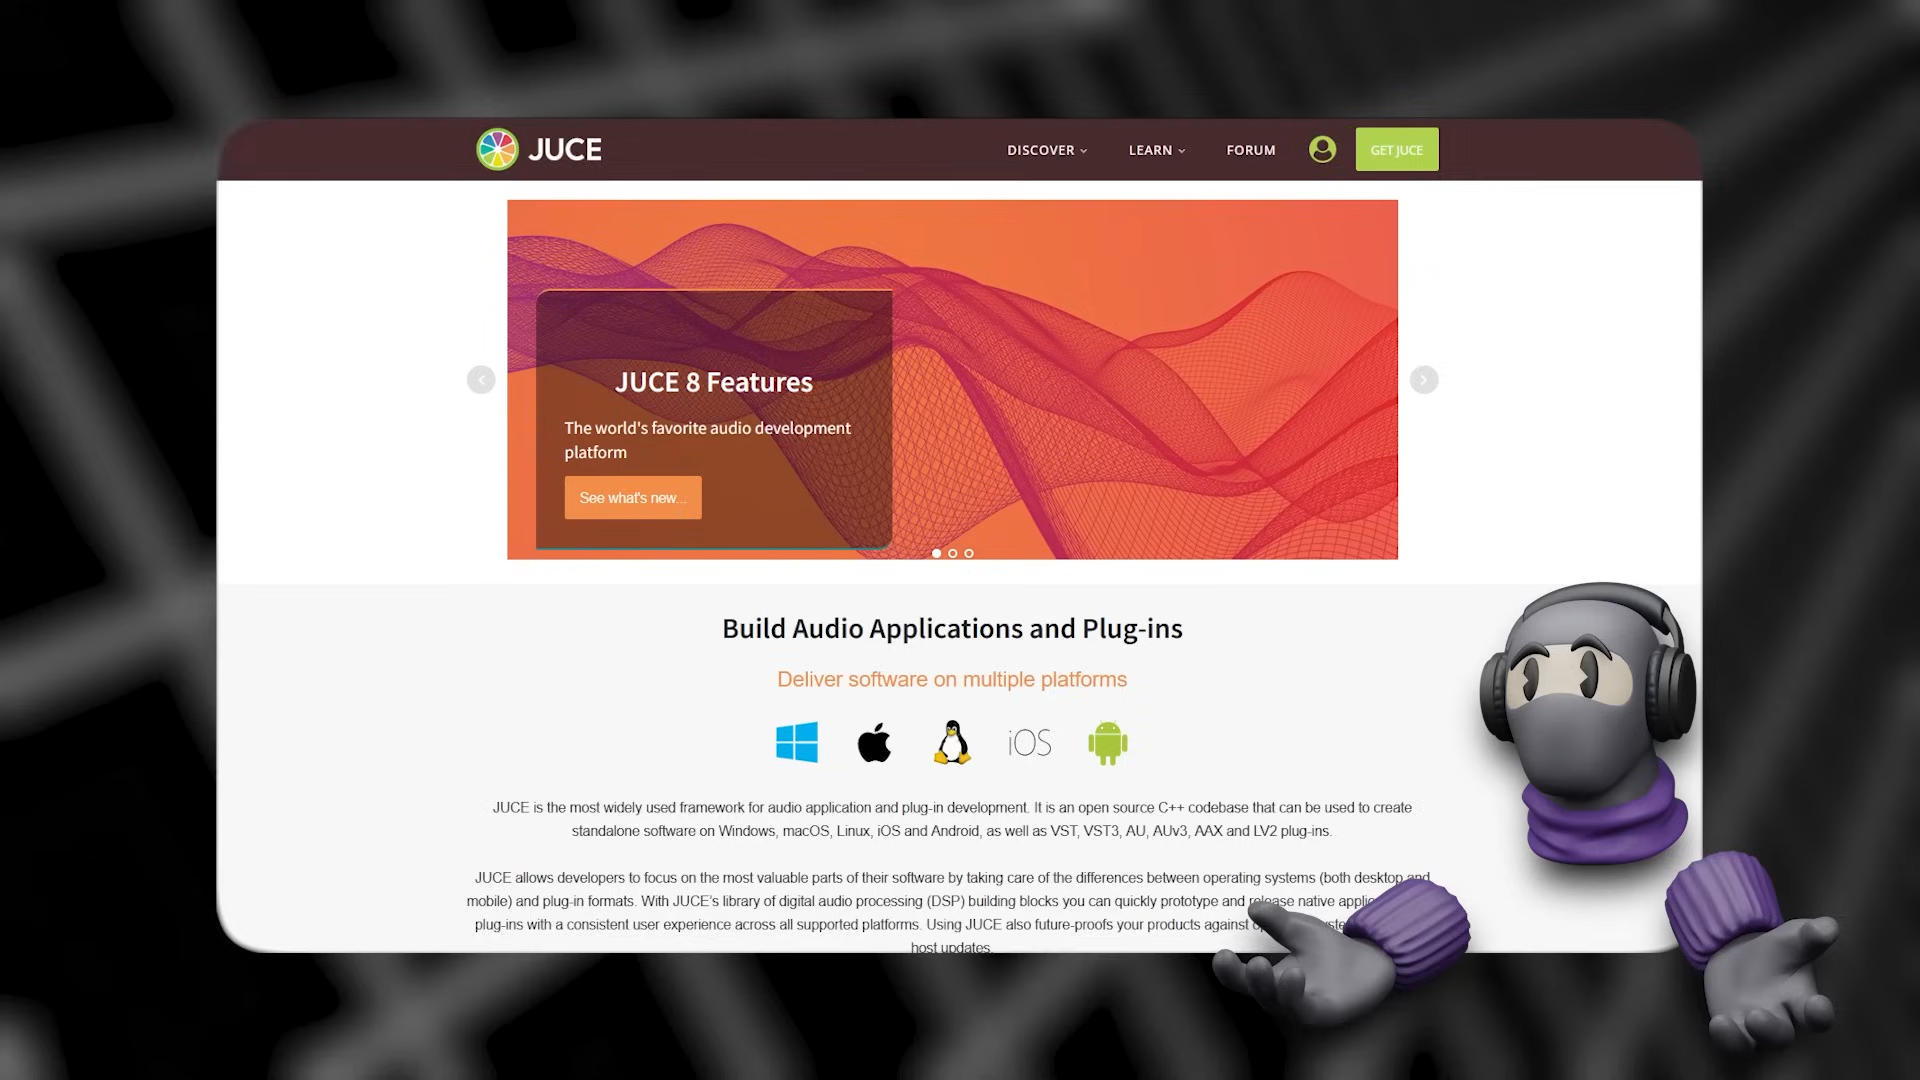 JUCE
DISCOVER
LEARN
FORUM
GET JUCE
JUCE 8 Features
The world's favorite audio development
platform
See what's new...
Build Audio Applications and Plug-ins
Deliver software on multiple platforms
iOS
JUCE is the most widely used framework for audio application and plug-in development. It is an open source C++ codebase that can be used to create
standalone software on Windows, macOS, Linux, iOS and Android, as well as VST, VST3, AU, AUv3, AAX and LV2 plug-ins.
JUCE allows developers to focus on the most valuable parts of their software by taking care of the differences between operating systems (both desktop and
mobile) and plug-in formats. With JUCE's library of digital audio processing (DSP) building blocks you can quickly prototype and release native
plug-ins with a consistent user experience across all supported platforms. Using JUCE also future-proofs your products against
host updates.